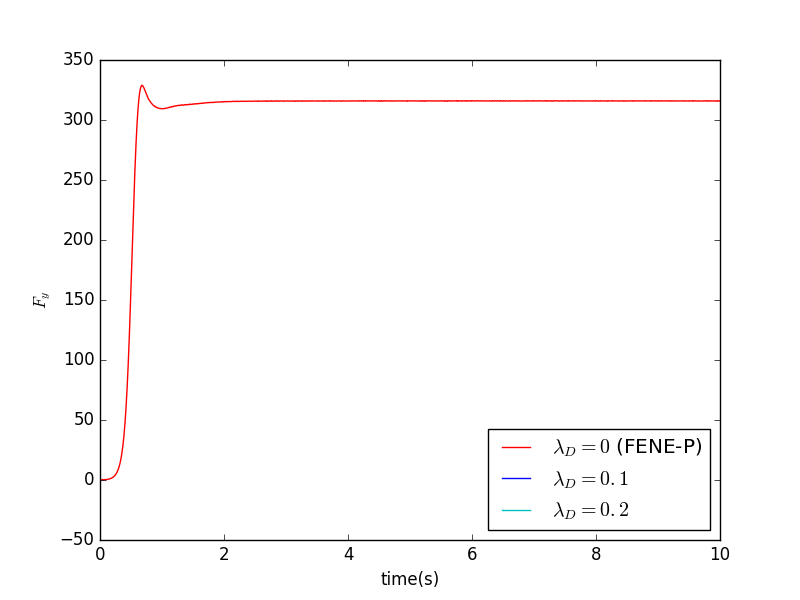 350
300
250
200
150
100
50
0
−50
0 2 4 6 8 10
F_y
time(s)
λ_D = 0 (FENE-P)
λ_D = 0.1
λ_D = 0.2